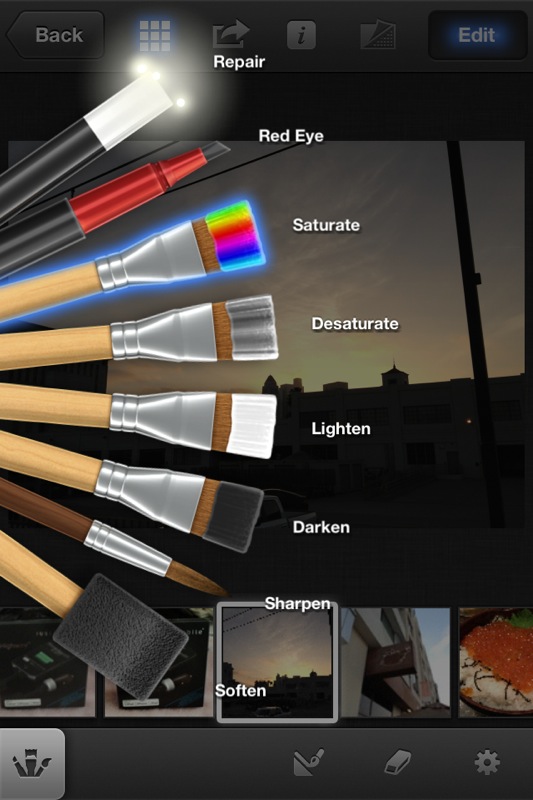 Back
i
Edit
Repair
Red Eye
Saturate
Desaturate
Lighten
Darken
Sharpen
Soften